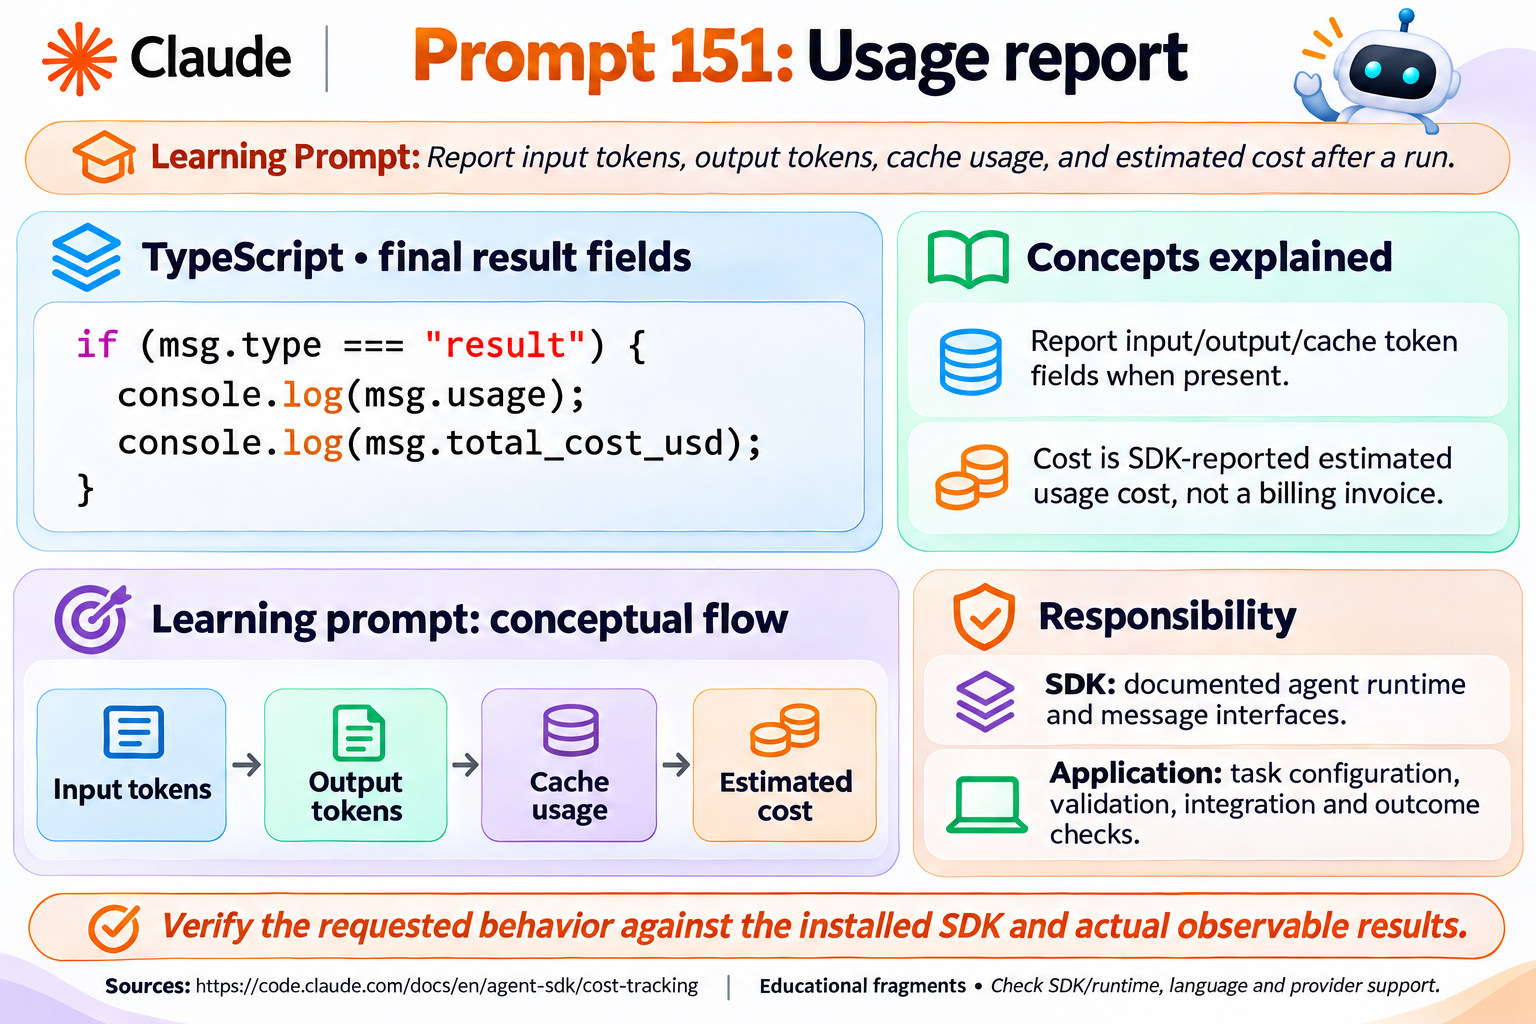 Claude
Prompt 151: Usage report
Learning Prompt: Report input tokens, output tokens, cache usage, and estimated cost after a run.
TypeScript • final result fields
if (msg.type === "result") {
  console.log(msg.usage);
  console.log(msg.total_cost_usd);
}
Concepts explained
Report input/output/cache token
fields when present.
Cost is SDK-reported estimated
usage cost, not a billing invoice.
Learning prompt: conceptual flow
Input tokens
Output
tokens
Cache
usage
Estimated
cost
Responsibility
SDK: documented agent runtime
and message interfaces.
Application: task configuration,
validation, integration and outcome
checks.
Verify the requested behavior against the installed SDK and actual observable results.
Sources: https://code.claude.com/docs/en/agent-sdk/cost-tracking
Educational fragments • Check SDK/runtime, language and provider support.